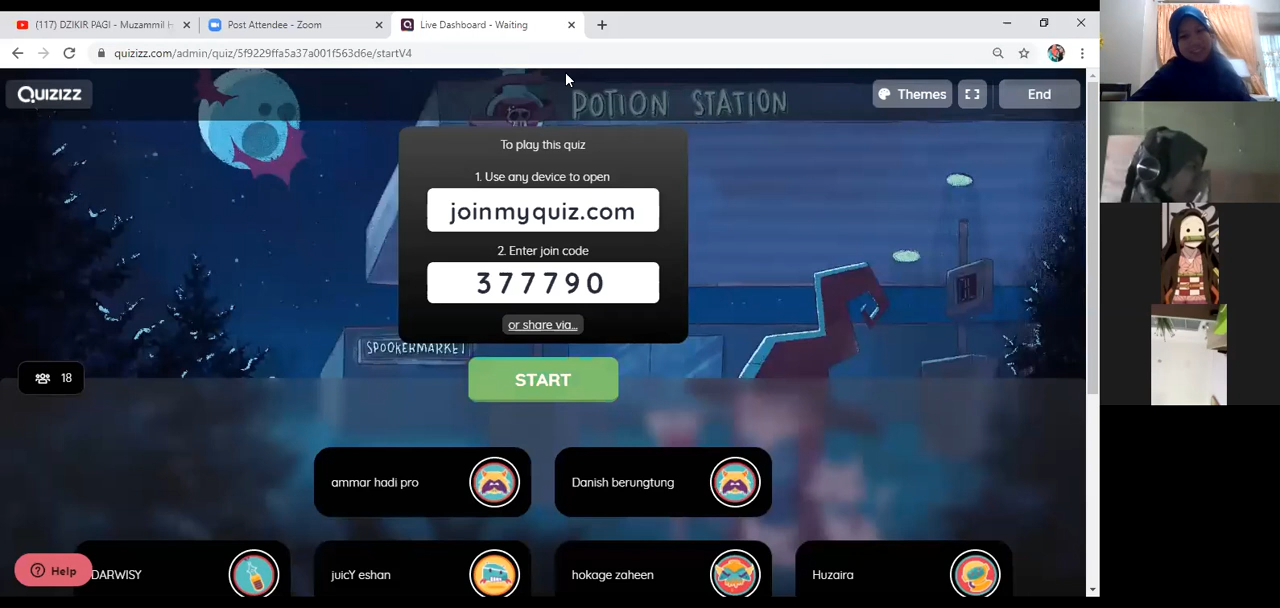 (117) DZIKIR PAGI - Muzammil H
Post Attendee - Zoom
Live Dashboard - Waiting
quizizz.com/admin/quiz/5f9229ffa5a37a001f563d6e/startV4
QUIZIZZ
POTION STATION
Themes
End
To play this quiz
1. Use any device to open
joinmyquiz.com
2. Enter join code
377790
or share via...
SPOOKERMARKET
START
18
ammar hadi pro
Danish berungtung
Help
DARWISY
juicY eshan
hokage zaheen
Huzaira